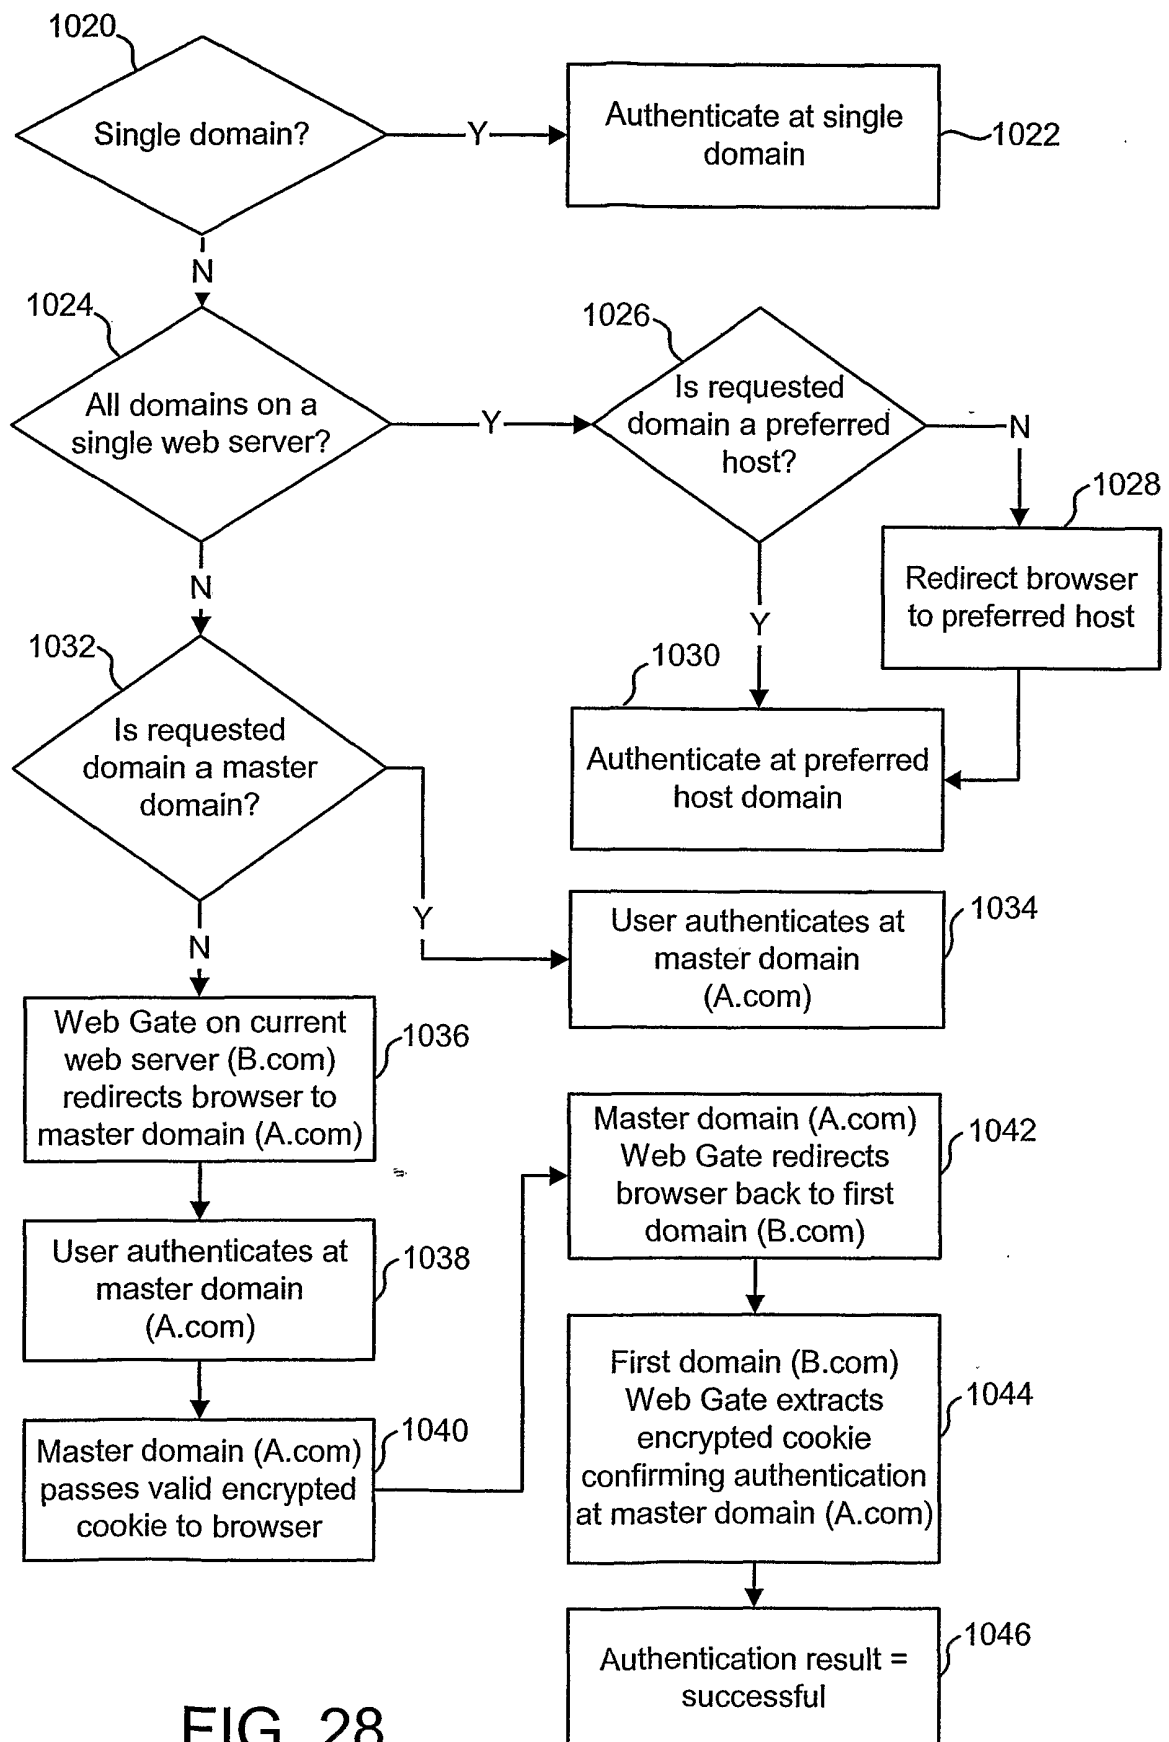 1020
Single domain?
Y
Authenticate at single
domain
1022
N
1024
All domains on a
single web server?
Y
1026
Is requested
domain a preferred
host?
N
1028
Redirect browser
to preferred host
Y
1030
Authenticate at preferred
host domain
N
1032
Is requested
domain a master
domain?
Y
1034
User authenticates at
master domain
(A.com)
N
Web Gate on current
web server (B.com)
redirects browser to
master domain (A.com)
1036
User authenticates at
master domain
(A.com)
1038
Master domain (A.com)
passes valid encrypted
cookie to browser
1040
Master domain (A.com)
Web Gate redirects
browser back to first
domain (B.com)
1042
First domain (B.com)
Web Gate extracts
encrypted cookie
confirming authentication
at master domain (A.com)
1044
Authentication result =
successful
1046
FIG. 28